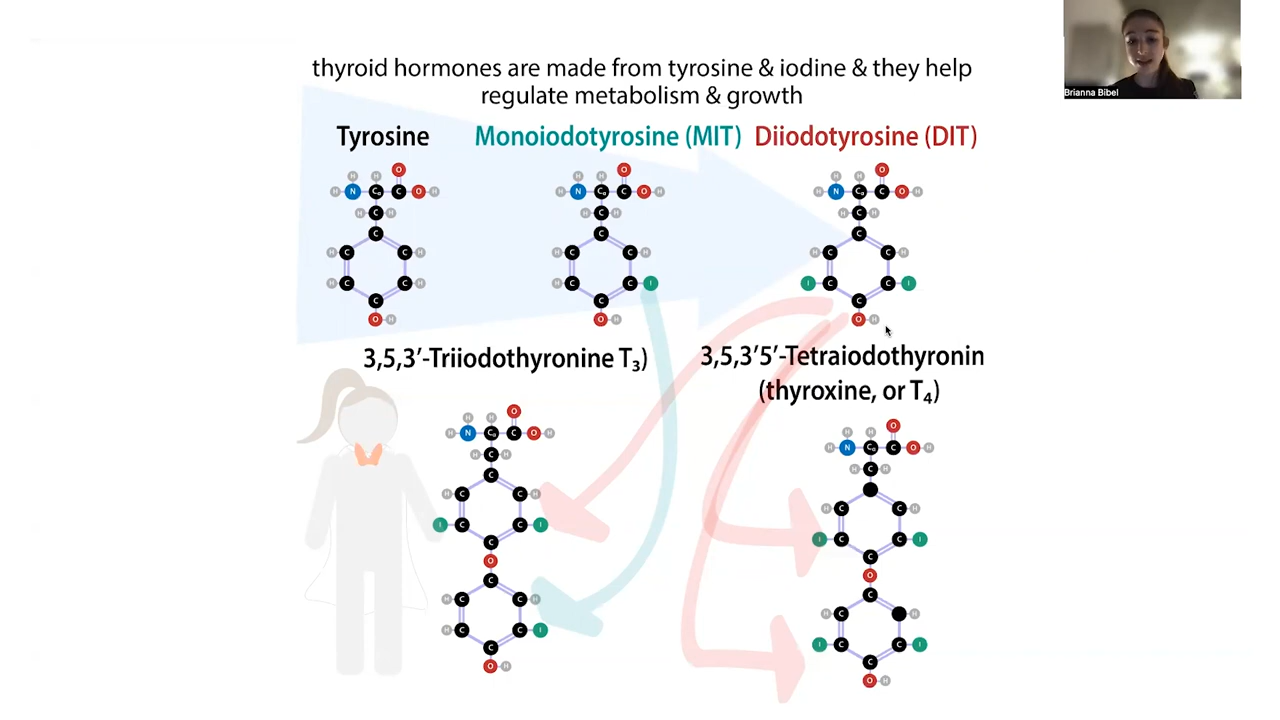 thyroid hormones are made from tyrosine & iodine & they help
regulate metabolism & growth
Brianna Bibel
Tyrosine
Monoiodotyrosine (MIT)
Diiodotyrosine (DIT)
3,5,3′-Triiodothyronine T₃)
3,5,3′5′-Tetraiodothyronin
(thyroxine, or T₄)